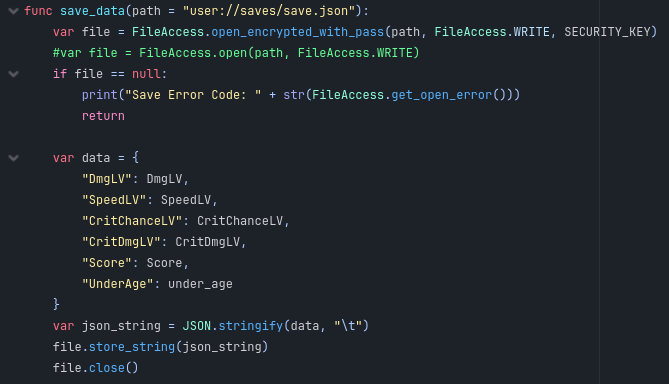 func save_data(path = "user://saves/save.json"):
var file = FileAccess.open_encrypted_with_pass(path, FileAccess.WRITE, SECURITY_KEY)
#var file = FileAccess.open(path, FileAccess.WRITE)
if file == null:
print("Save Error Code: " + str(FileAccess.get_open_error()))
return
var data = {
"DmgLV": DmgLV,
"SpeedLV": SpeedLV,
"CritChanceLV": CritChanceLV,
"CritDmgLV": CritDmgLV,
"Score": Score,
"UnderAge": under_age
}
var json_string = JSON.stringify(data, "\t")
file.store_string(json_string)
file.close()